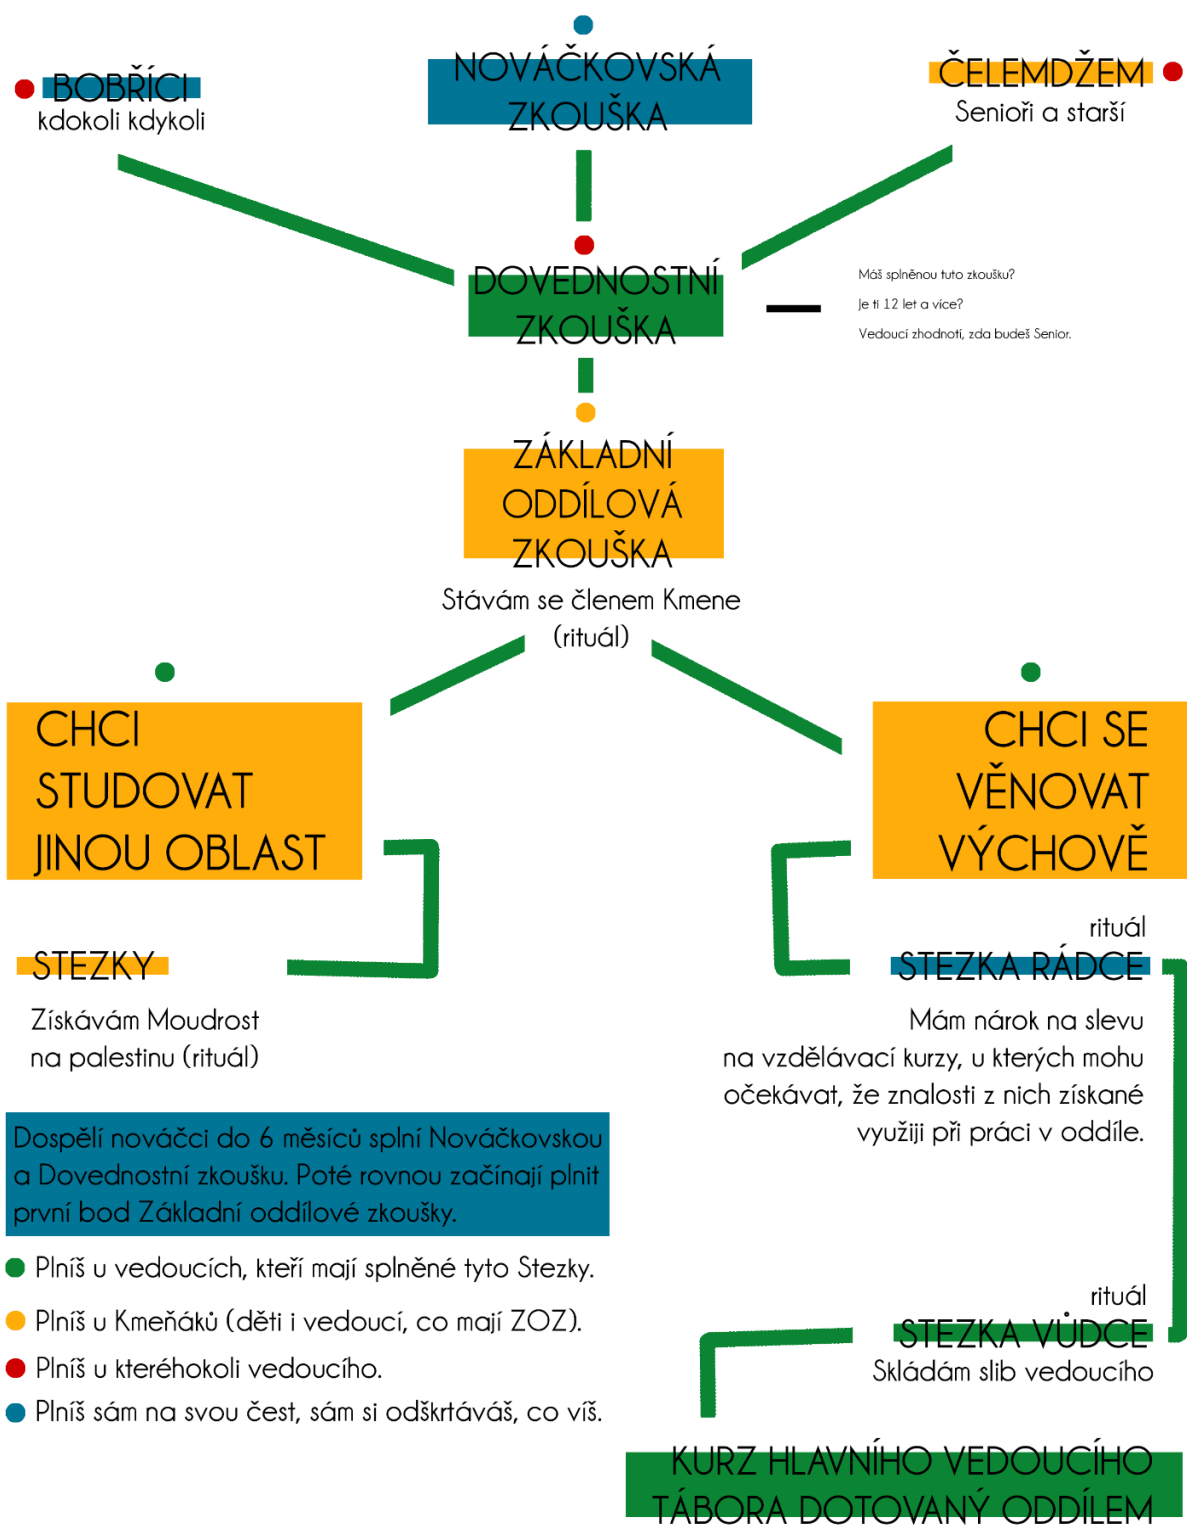 BOBŘÍCI
kdokoli kdykoli
NOVÁČKOVSKÁ
ZKOUŠKA
ČELEMDŽEM
Senioři a starší
DOVEDNOSTNÍ
ZKOUŠKA
Máš splněnou tuto zkoušku?
Je ti 12 let a více?
Vedoucí zhodnotí, zda budeš Senior.
ZÁKLADNÍ
ODDÍLOVÁ
ZKOUŠKA
Stávám se členem Kmene
(rituál)
CHCI
STUDOVAT
JINOU OBLAST
STEZKY
Získávám Moudrost
na palestinu (rituál)
CHCI SE
VĚNOVAT
VÝCHOVĚ
rituál
STEZKA RÁDCE
Mám nárok na slevu
na vzdělávací kurzy, u kterých mohu
očekávat, že znalosti z nich získané
využiji při práci v oddíle.
Dospělí nováčci do 6 měsíců splní Nováčkovskou
a Dovednostní zkoušku. Poté rovnou začínají plnit
první bod Základní oddílové zkoušky.
Plníš u vedoucích, kteří mají splněné tyto Stezky.
Plníš u Kmeňáků (děti i vedoucí, co mají ZOZ).
Plníš u kteréhokoli vedoucího.
Plníš sám na svou čest, sám si odškrtáváš, co víš.
rituál
STEZKA VŮDCE
Skládám slib vedoucího
KURZ HLAVNÍHO VEDOUCÍHO
TÁBORA DOTOVANÝ ODDÍLEM